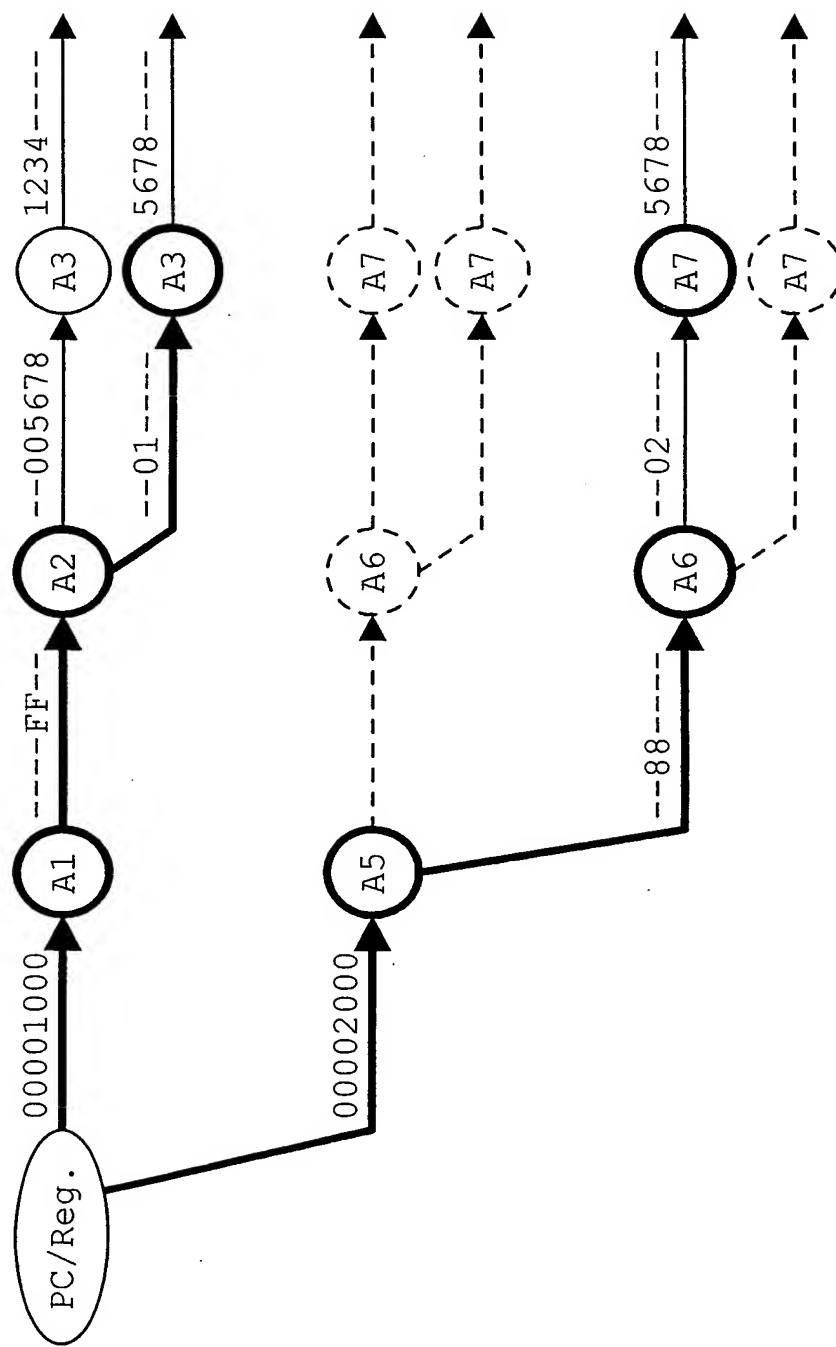 PC/Reg. 00001000 A1 ----FF-- A2 --005678 A3 1234----
--01---- A3 5678----
00002000 A5 A6 A7
A7
--88---- A6 --02---- A7 5678----
A7